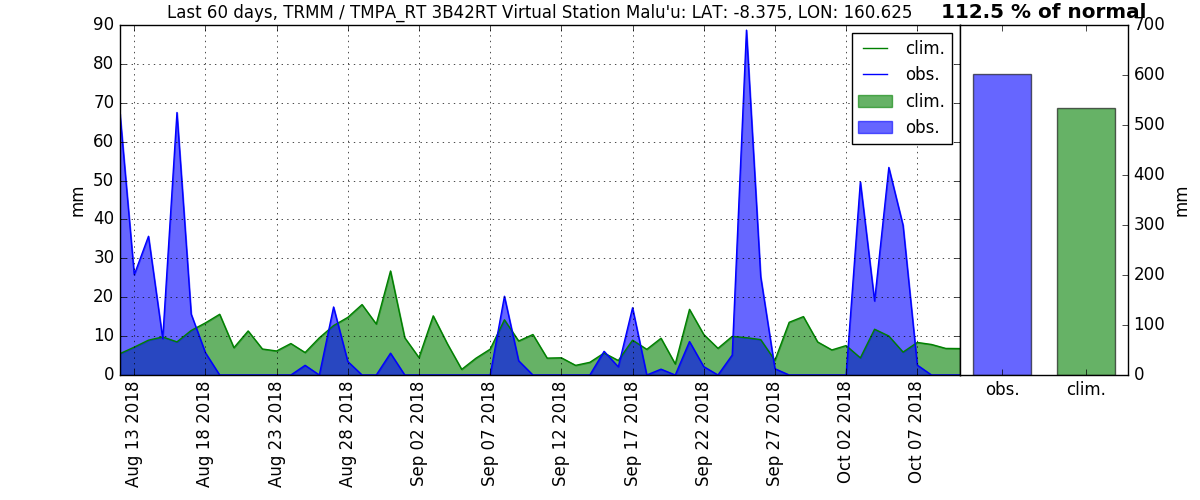 Last 60 days, TRMM / TMPA_RT 3B42RT Virtual Station Malu'u: LAT: -8.375, LON: 160.625
112.5 % of normal
90
80
70
60
50
40
30
20
10
0
mm
clim.
obs.
clim.
obs.
700
600
500
400
300
200
100
0
mm
Aug 13 2018
Aug 18 2018
Aug 23 2018
Aug 28 2018
Sep 02 2018
Sep 07 2018
Sep 12 2018
Sep 17 2018
Sep 22 2018
Sep 27 2018
Oct 02 2018
Oct 07 2018
obs.
clim.